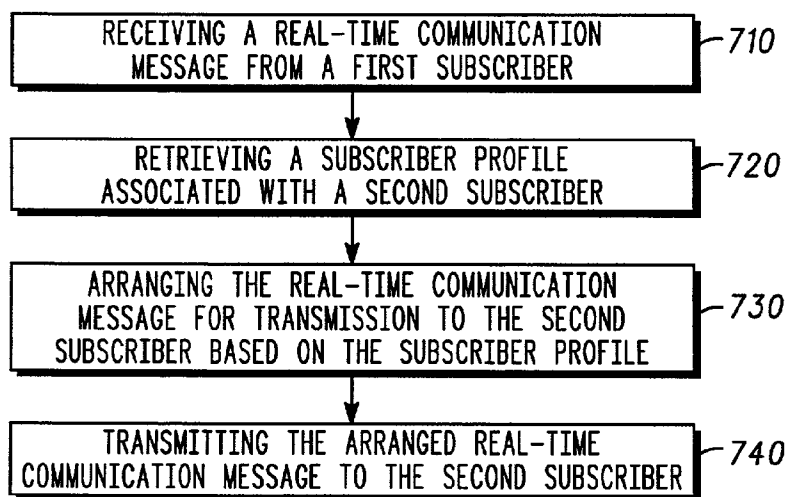 RECEIVING A REAL-TIME COMMUNICATION
MESSAGE FROM A FIRST SUBSCRIBER
710
RETRIEVING A SUBSCRIBER PROFILE
ASSOCIATED WITH A SECOND SUBSCRIBER
720
ARRANGING THE REAL-TIME COMMUNICATION
MESSAGE FOR TRANSMISSION TO THE SECOND
SUBSCRIBER BASED ON THE SUBSCRIBER PROFILE
730
TRANSMITTING THE ARRANGED REAL-TIME
COMMUNICATION MESSAGE TO THE SECOND SUBSCRIBER
740